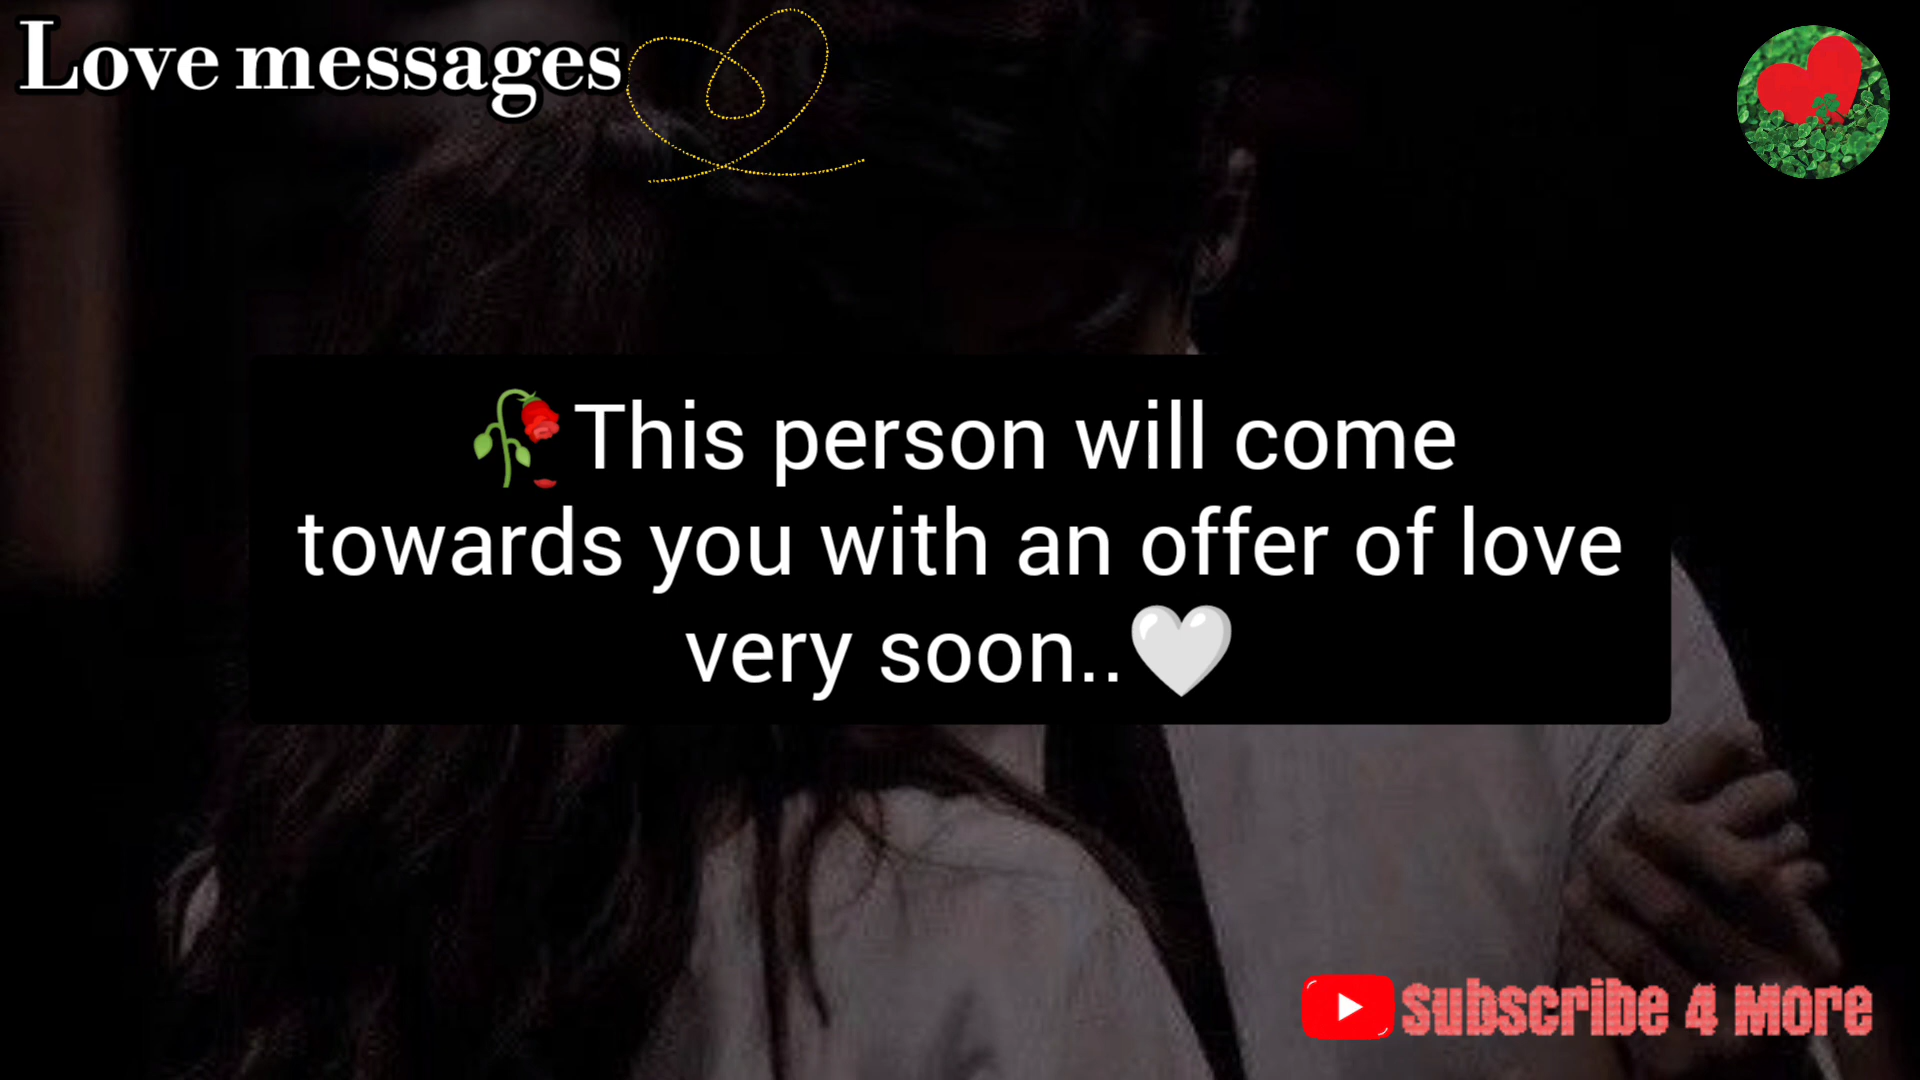 Love messages
🥀This person will come
towards you with an offer of love
very soon..🤍
Subscribe 4 More